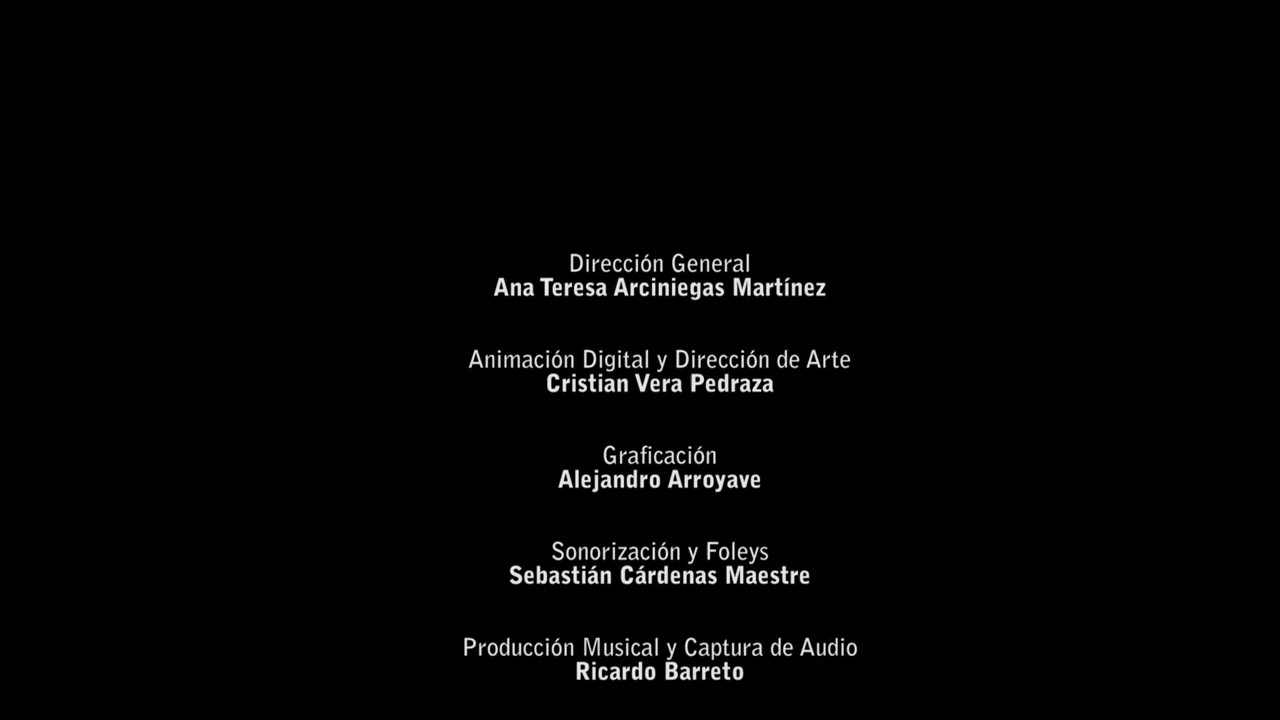 Dirección General
Ana Teresa Arciniegas Martínez
Animación Digital y Dirección de Arte
Cristian Vera Pedraza
Graficación
Alejandro Arroyave
Sonorización y Foleys
Sebastián Cárdenas Maestre
Producción Musical y Captura de Audio
Ricardo Barreto